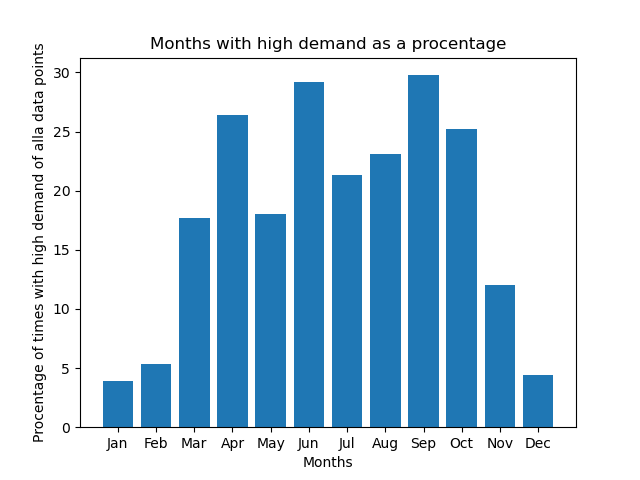 Months with high demand as a procentage
Procentage of times with high demand of alla data points
30
25
20
15
10
5
0
Jan Feb Mar Apr May Jun Jul Aug Sep Oct Nov Dec
Months